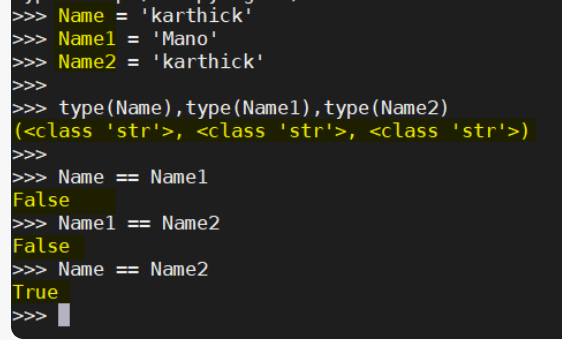 >>> Name = 'karthick'
>>> Name1 = 'Mano'
>>> Name2 = 'karthick'
>>>
>>> type(Name),type(Name1),type(Name2)
(<class 'str'>, <class 'str'>, <class 'str'>)
>>>
>>> Name == Name1
False
>>> Name1 == Name2
False
>>> Name == Name2
True
>>>